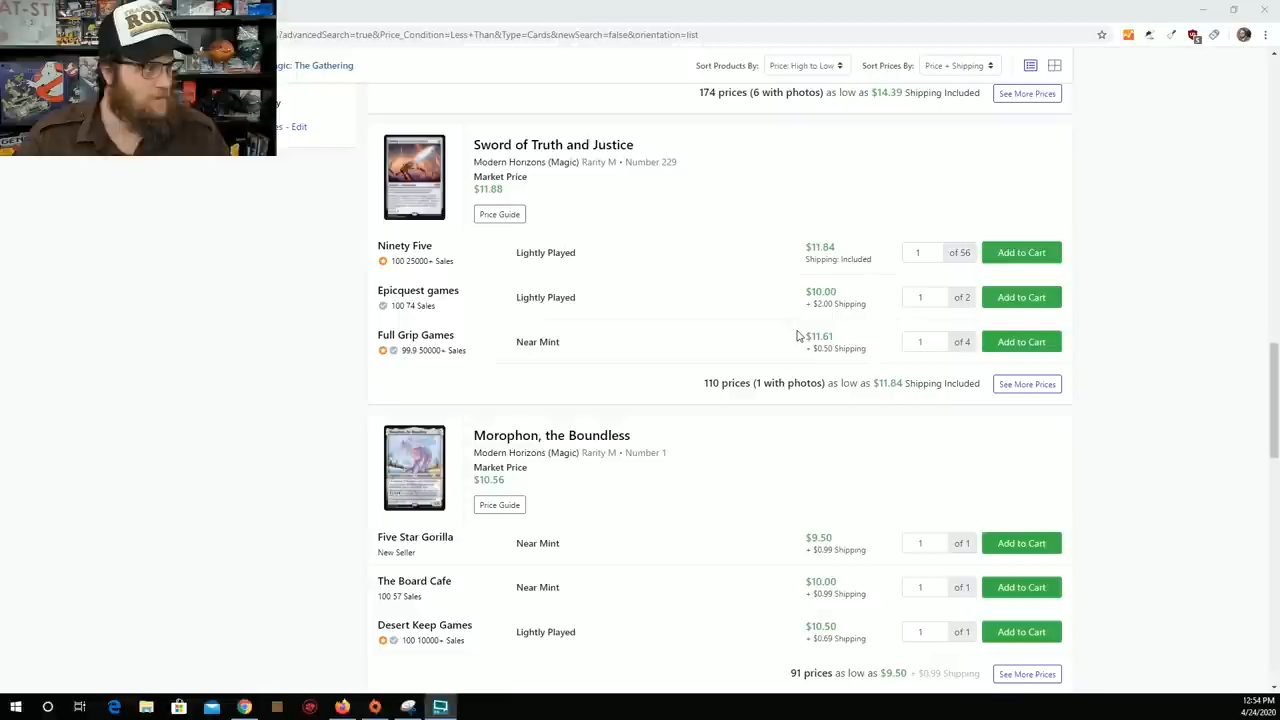 AT-ST
ROLL
GEN
?advancedSearch=true&Price_Condition=Less+Than&Type=Cards&newSearch=false&orientation=list
agic: The Gathering
Sort Products By: Price: High to Low
Sort Prices By: Price + Shipping
y
es - Edit
174 prices (6 with photos) as low as $14.39 Shipping Included
See More Prices
Sword of Truth and Justice
Modern Horizons (Magic) Rarity M • Number 229
Market Price
$11.88
Price Guide
Ninety Five
100 25000+ Sales
Lightly Played
$11.84
Shipping: Included
1 of 56
Add to Cart
Epicquest games
100 74 Sales
Lightly Played
$10.00
+ $2.00 Shipping
1 of 2
Add to Cart
Full Grip Games
99.9 50000+ Sales
Near Mint
$11.61
+ $0.50 Shipping
1 of 4
Add to Cart
110 prices (1 with photos) as low as $11.84 Shipping Included
See More Prices
Morophon, the Boundless
Modern Horizons (Magic) Rarity M • Number 1
Market Price
$10.56
Price Guide
Five Star Gorilla
New Seller
Near Mint
$9.50
+ $0.99 Shipping
1 of 1
Add to Cart
The Board Cafe
100 57 Sales
Near Mint
$10.00
+ $0.99 Shipping
1 of 1
Add to Cart
Desert Keep Games
100 10000+ Sales
Lightly Played
$10.50
+ $0.69 Shipping
1 of 1
Add to Cart
91 prices as low as $9.50 + $0.99 Shipping
See More Prices
12:54 PM
4/24/2020